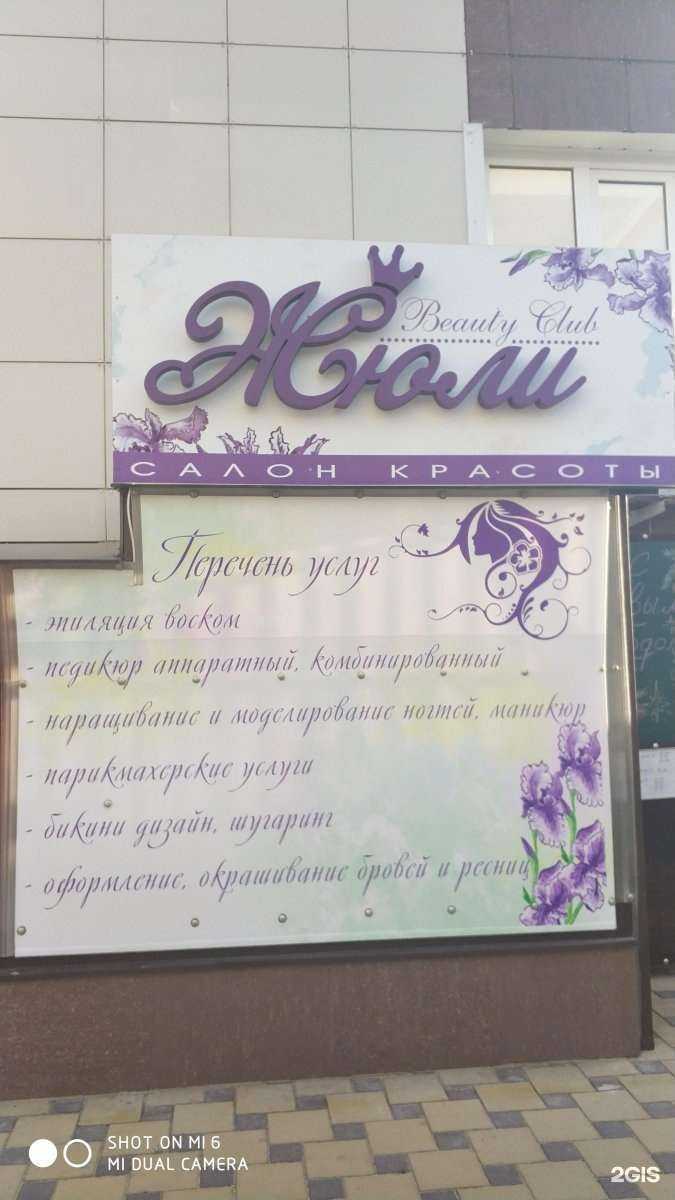 Beauty Club
Жюли
САЛОН КРАСОТЫ
Перечень услуг
- эпиляция воском
- педикюр аппаратный, комбинированный
- наращивание и моделирование ногтей, маникюр
- парикмахерские услуги
- бикини дизайн, шугаринг
- оформление, окрашивание бровей и ресниц
SHOT ON MI 6
MI DUAL CAMERA
2GIS